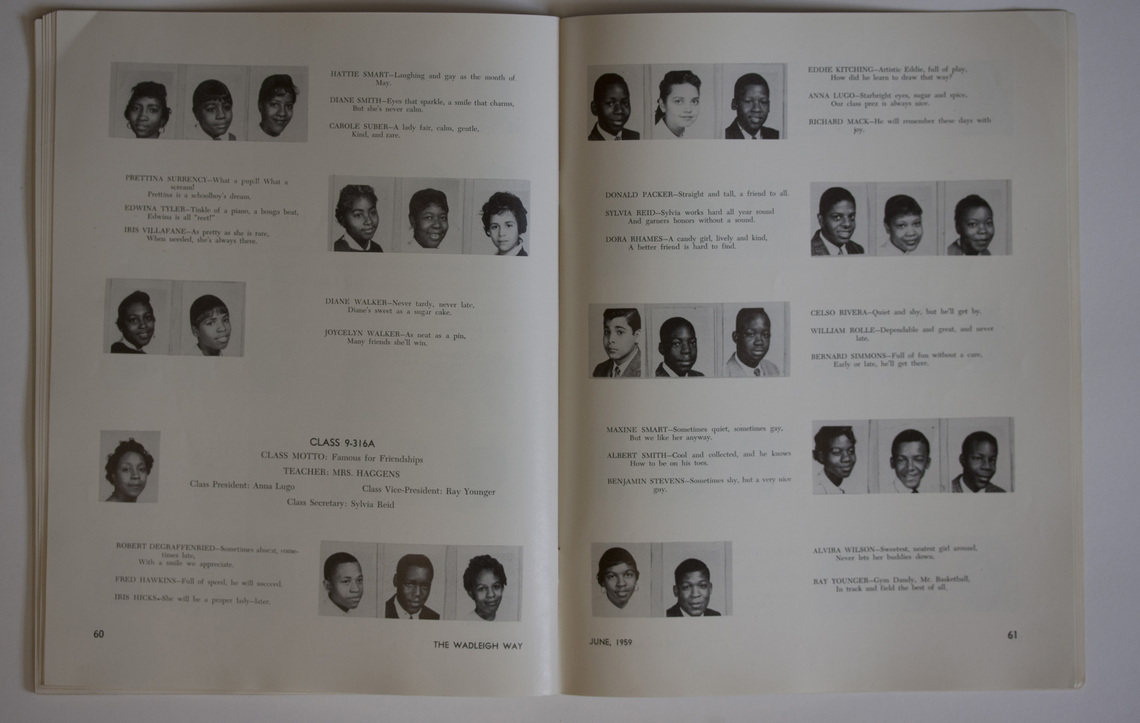 HATTIE SMART—Laughing and gay as the month of
May.
DIANE SMITH—Eyes that sparkle, a smile that charms,
But she's never calm.
CAROLE SUBER—A lady fair, calm, gentle,
Kind, and rare.
PRETTINA SURRENCY—What a pupil! What a
scream!
Prettina is a schoolboy's dream.
EDWINA TYLER—Tinkle of a piano, a bongo beat,
Edwina is all "reet!"
IRIS VILLAFANE—As pretty as she is rare,
When needed, she's always there.
DIANE WALKER—Never tardy, never late,
Diane's sweet as a sugar cake.
JOYCELYN WALKER—As neat as a pin,
Many friends she'll win.
CLASS 9-316A
CLASS MOTTO: Famous for Friendships
TEACHER: MRS. HAGGENS
Class President: Anna Lugo Class Vice-President: Ray Younger
Class Secretary: Sylvia Reid
ROBERT DEGRAFFENRIED—Sometimes absent, some-
times late,
With a smile we appreciate.
FRED HAWKINS—Full of speed, he will succeed.
IRIS HICKS—She will be a proper lady—later.
60
THE WADLEIGH WAY
EDDIE KITCHING—Artistic Eddie, full of play,
How did he learn to draw that way?
ANNA LUGO—Starbright eyes, sugar and spice,
Our class prez is always nice.
RICHARD MACK—He will remember these days with
joy.
DONALD PACKER—Straight and tall, a friend to all.
SYLVIA REID—Sylvia works hard all year round
And garners honors without a sound.
DORA RHAMES—A candy girl, lively and kind,
A better friend is hard to find.
CELSO RIVERA—Quiet and shy, but he'll get by.
WILLIAM ROLLE—Dependable and great, and never
late.
BERNARD SIMMONS—Full of fun without a care,
Early or late, he'll get there.
MAXINE SMART—Sometimes quiet, sometimes gay,
But we like her anyway.
ALBERT SMITH—Cool and collected, and he knows
How to be on his toes.
BENJAMIN STEVENS—Sometimes shy, but a very nice
guy.
ALVIRA WILSON—Sweetest, neatest girl around,
Never lets her buddies down.
RAY YOUNGER—Gym Dandy, Mr. Basketball,
In track and field the best of all.
JUNE, 1959
61